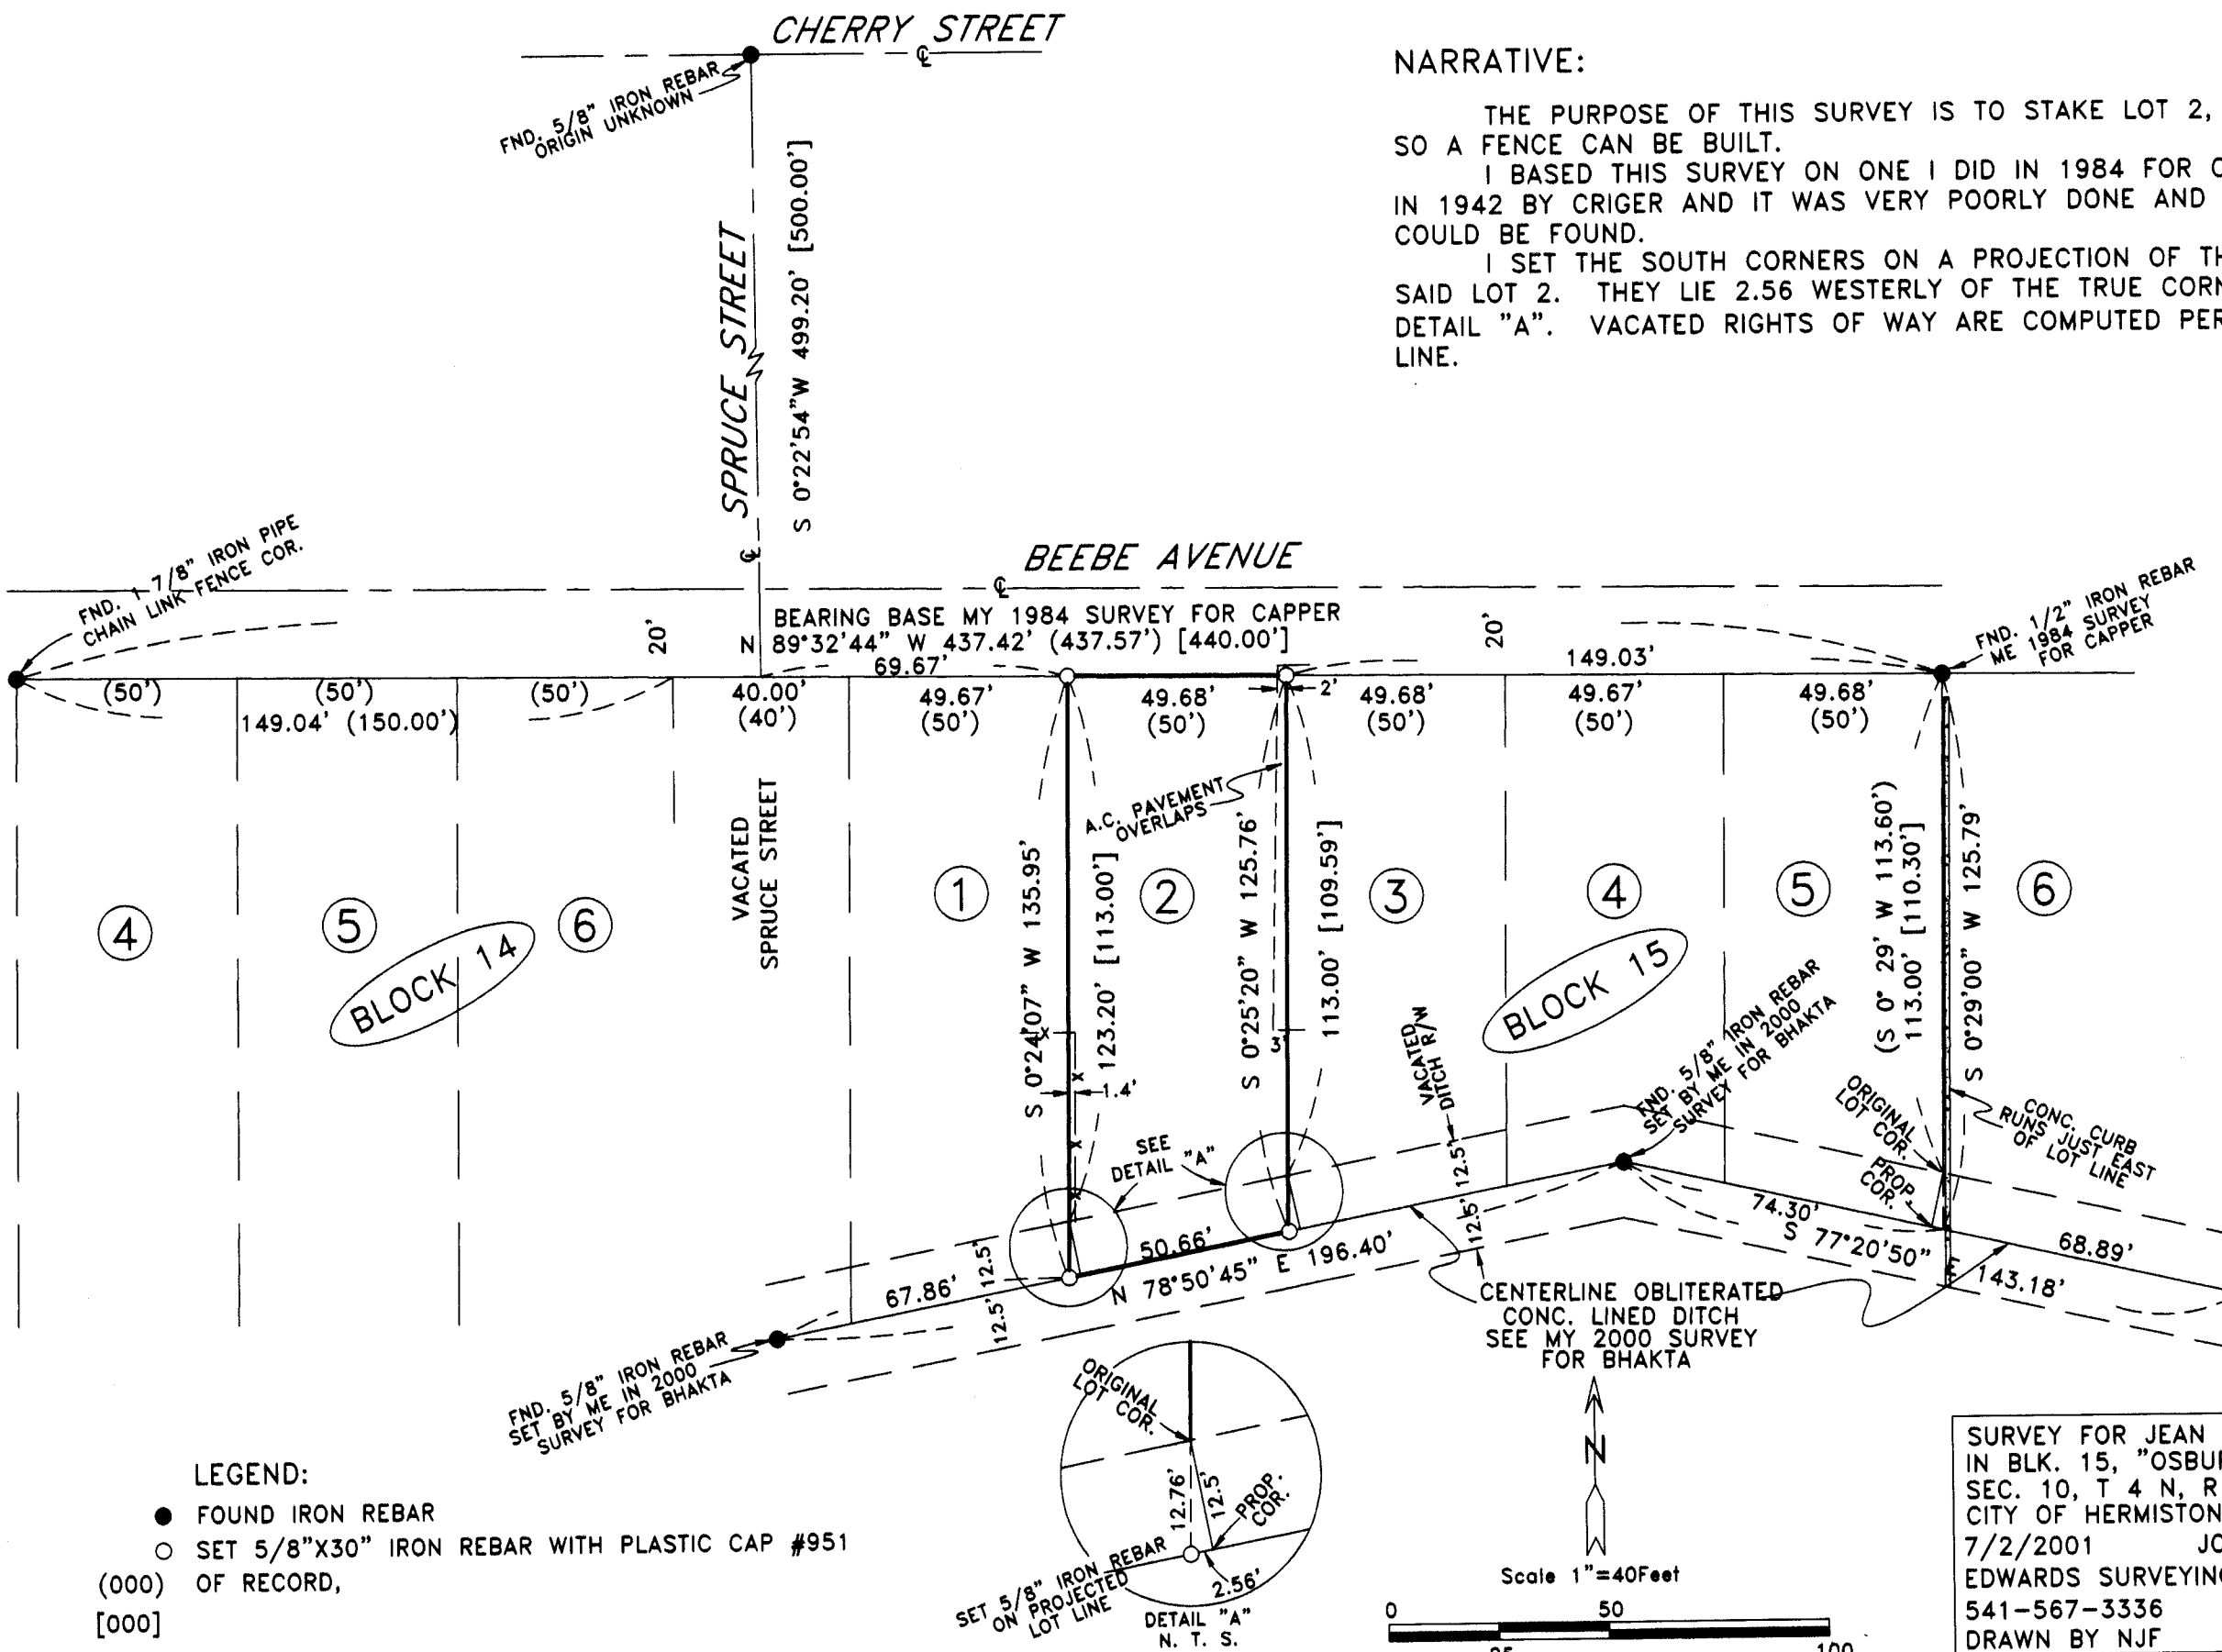 CHERRY STREET
℄
FND. 5/8" IRON REBAR
ORIGIN UNKNOWN
SPRUCE STREET
S 0°22'54"W 499.20' [500.00']
℄
NARRATIVE:
THE PURPOSE OF THIS SURVEY IS TO STAKE LOT 2,
SO A FENCE CAN BE BUILT.
I BASED THIS SURVEY ON ONE I DID IN 1984 FOR C
IN 1942 BY CRIGER AND IT WAS VERY POORLY DONE AND
COULD BE FOUND.
I SET THE SOUTH CORNERS ON A PROJECTION OF TH
SAID LOT 2. THEY LIE 2.56 WESTERLY OF THE TRUE CORN
DETAIL "A". VACATED RIGHTS OF WAY ARE COMPUTED PER
LINE.
FND. 1 7/8" IRON PIPE
CHAIN LINK FENCE COR.
BEEBE AVENUE
℄
BEARING BASE MY 1984 SURVEY FOR CAPPER
N 89°32'44" W 437.42' (437.57') [440.00']
20'
20'
FND. 1/2" IRON REBAR
ME 1984 SURVEY
FOR CAPPER
69.67'
149.03'
(50')
(50')
(50')
149.04' (150.00')
40.00'
(40')
49.67'
(50')
49.68'
(50')
2'
49.68'
(50')
49.67'
(50')
49.68'
(50')
VACATED
SPRUCE STREET
A.C. PAVEMENT
OVERLAPS
4
5
6
BLOCK 14
1
2
3
4
5
6
BLOCK 15
S 0°24'07" W 135.95'
123.20' [113.00']
S 0°25'20" W 125.76'
113.00' [109.59']
(S 0° 29' W 113.60')
113.00' [110.30']
S 0°29'00" W 125.79'
x
x
x
x
1.4'
3'
SEE
DETAIL "A"
VACATED
DITCH R/W
12.5'
12.5'
FND. 5/8" IRON REBAR
SET BY ME IN 2000
SURVEY FOR BHAKTA
ORIGINAL
LOT COR.
PROP.
COR.
CONC. CURB
RUNS JUST EAST
OF LOT LINE
12.5'
12.5'
67.86'
50.66'
N 78°50'45" E 196.40'
74.30'
S 77°20'50" E 143.18'
68.89'
CENTERLINE OBLITERATED
CONC. LINED DITCH
SEE MY 2000 SURVEY
FOR BHAKTA
FND. 5/8" IRON REBAR
SET BY ME IN 2000
SURVEY FOR BHAKTA
ORIGINAL
LOT COR.
12.76'
12.5'
PROP.
COR.
2.56'
SET 5/8" IRON REBAR
ON PROJECTED
LOT LINE
DETAIL "A"
N. T. S.
N
Scale 1"=40Feet
0 50
25 100
LEGEND:
FOUND IRON REBAR
SET 5/8"X30" IRON REBAR WITH PLASTIC CAP #951
(000) OF RECORD,
[000]
SURVEY FOR JEAN
IN BLK. 15, "OSBU
SEC. 10, T 4 N, R
CITY OF HERMISTON
7/2/2001 JO
EDWARDS SURVEYING
541-567-3336
DRAWN BY NJF